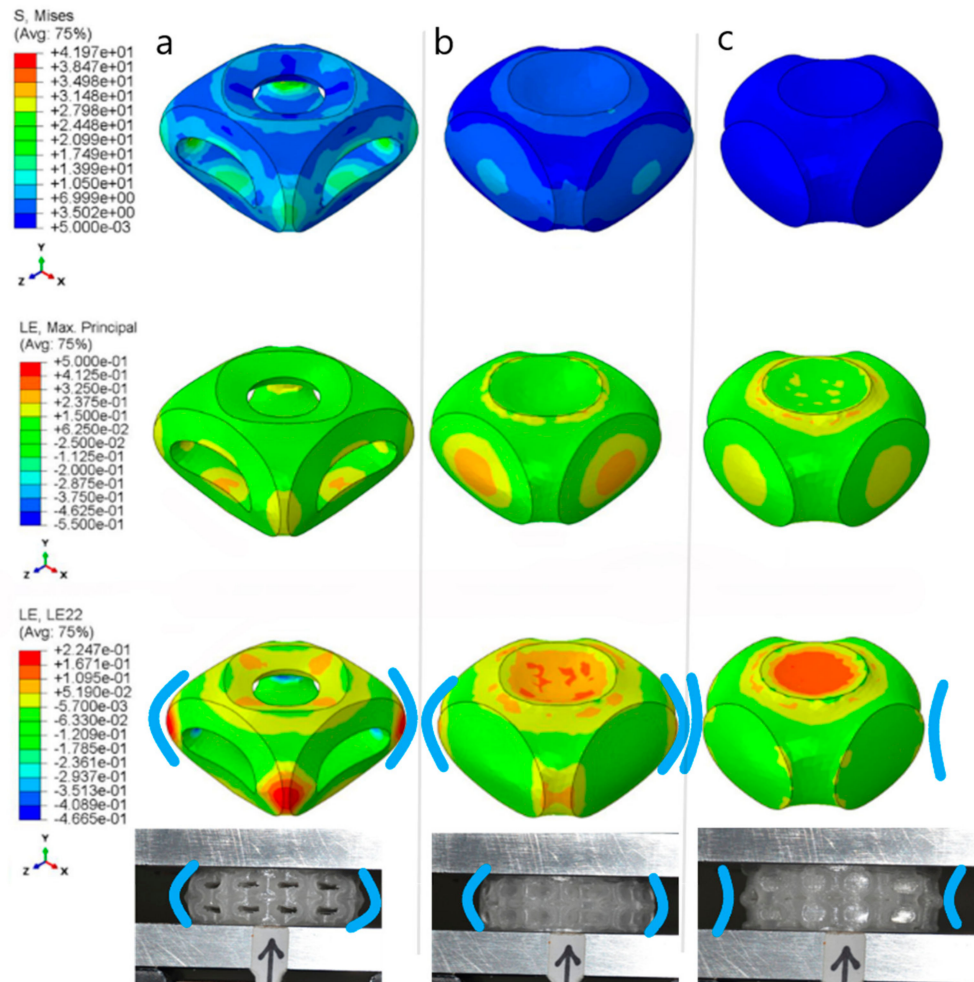 S, Mises
(Avg: 75%)
+4.197e+01
+3.847e+01
+3.498e+01
+3.148e+01
+2.798e+01
+2.448e+01
+2.099e+01
+1.749e+01
+1.399e+01
+1.050e+01
+6.999e+00
+3.502e+00
+5.000e-03
Y
Z X
a
b
c
LE, Max. Principal
(Avg: 75%)
+5.000e-01
+4.125e-01
+3.250e-01
+2.375e-01
+1.500e-01
+6.250e-02
-2.500e-02
-1.125e-01
-2.000e-01
-2.875e-01
-3.750e-01
-4.625e-01
-5.500e-01
Y
Z X
LE, LE22
(Avg: 75%)
+2.247e-01
+1.671e-01
+1.095e-01
+5.190e-02
-5.700e-03
-6.330e-02
-1.209e-01
-1.785e-01
-2.361e-01
-2.937e-01
-3.513e-01
-4.089e-01
-4.665e-01
Y
Z X